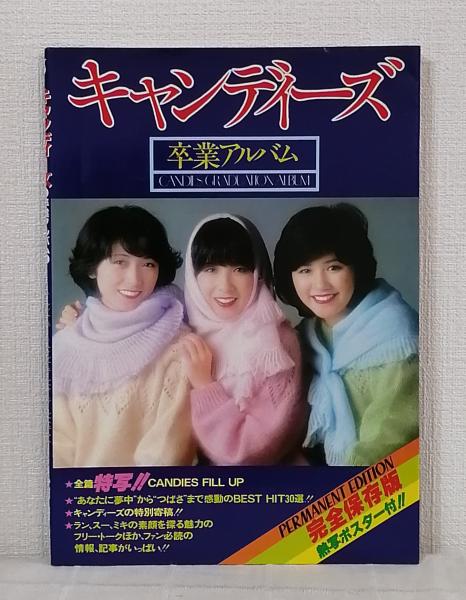 キャンディーズ
卒業アルバム
CANDIES GRADUATION ALBUM
★全篇特写!! CANDIES FILL UP
★“あなたに夢中”から“つばさ”まで感動のBEST HIT30選!!
★キャンディーズの特別寄稿!!
★ラン、スー、ミキの素顔を探る魅力の
フリー・トークほか、ファン必読の
情報、記事がいっぱい!!
PERMANENT EDITION
完全保存版
熱写ポスター付!!